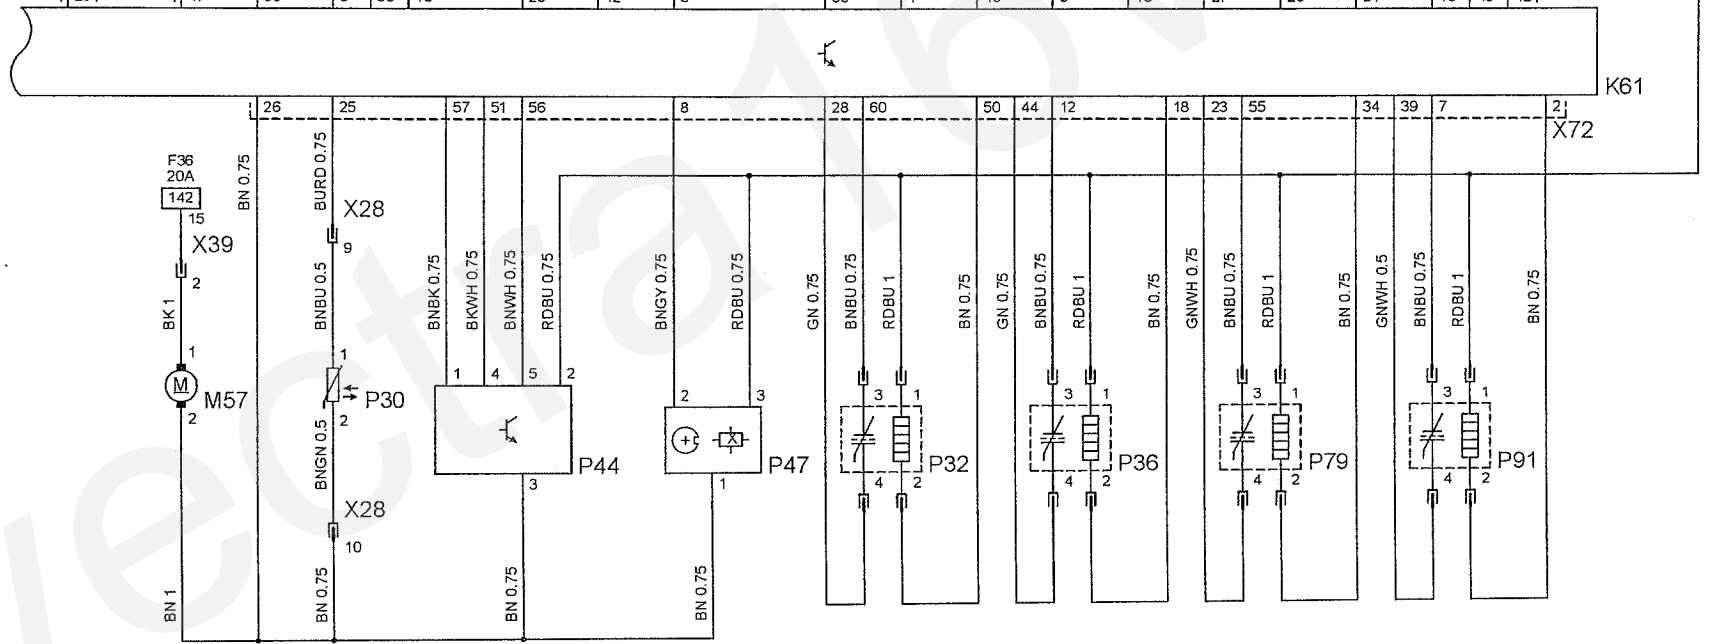 K61
26 25 57 51 56 8 28 60 50 44 12 18 23 55 34 39 7 2
X72
F36
20A
142
15
X39
2
BK 1
1
M
M57
2
BN 1
BN 0.75
BURD 0.75
X28
9
BNBU 0.5
1
P30
2
BNGN 0.5
X28
10
BN 0.75
BNBK 0.75
BKWH 0.75
BNWH 0.75
RDBU 0.75
1 4 5 2
P44
3
BN 0.75
BNGY 0.75
RDBU 0.75
2 3
P47
1
BN 0.75
GN 0.75
BNBU 0.75
RDBU 1
BN 0.75
3 1
P32
4 2
GN 0.75
BNBU 0.75
RDBU 1
BN 0.75
3 1
P36
4 2
GNWH 0.75
BNBU 0.75
RDBU 1
BN 0.75
3 1
P79
4 2
GNWH 0.5
BNBU 0.75
RDBU 1
BN 0.75
3 1
P91
4 2